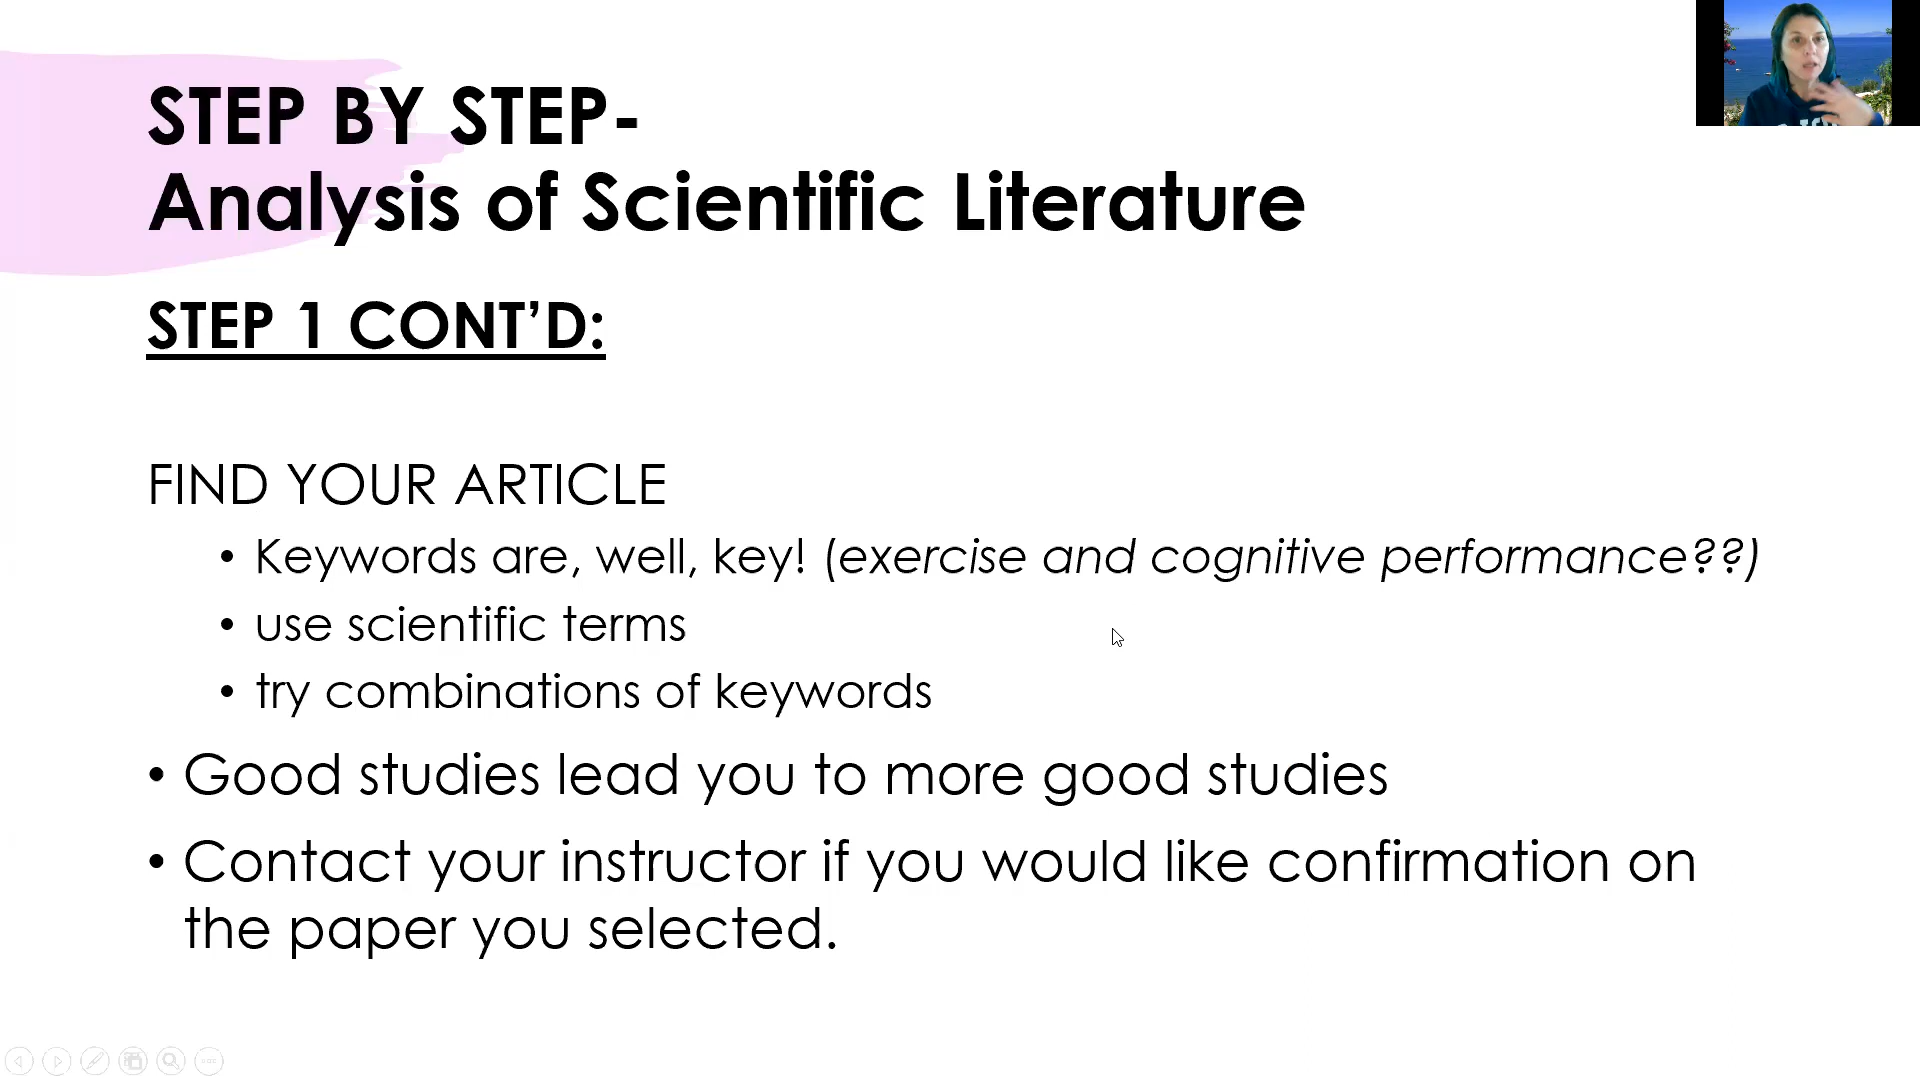 STEP BY STEP-
Analysis of Scientific Literature
STEP 1 CONT’D:
FIND YOUR ARTICLE
• Keywords are, well, key! (exercise and cognitive performance??)
• use scientific terms
• try combinations of keywords
• Good studies lead you to more good studies
• Contact your instructor if you would like confirmation on
the paper you selected.